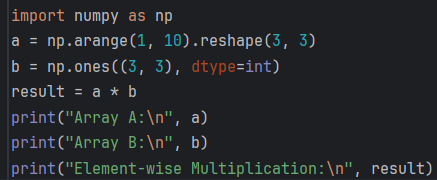 import numpy as np
a = np.arange(1, 10).reshape(3, 3)
b = np.ones((3, 3), dtype=int)
result = a * b
print("Array A:\n", a)
print("Array B:\n", b)
print("Element-wise Multiplication:\n", result)